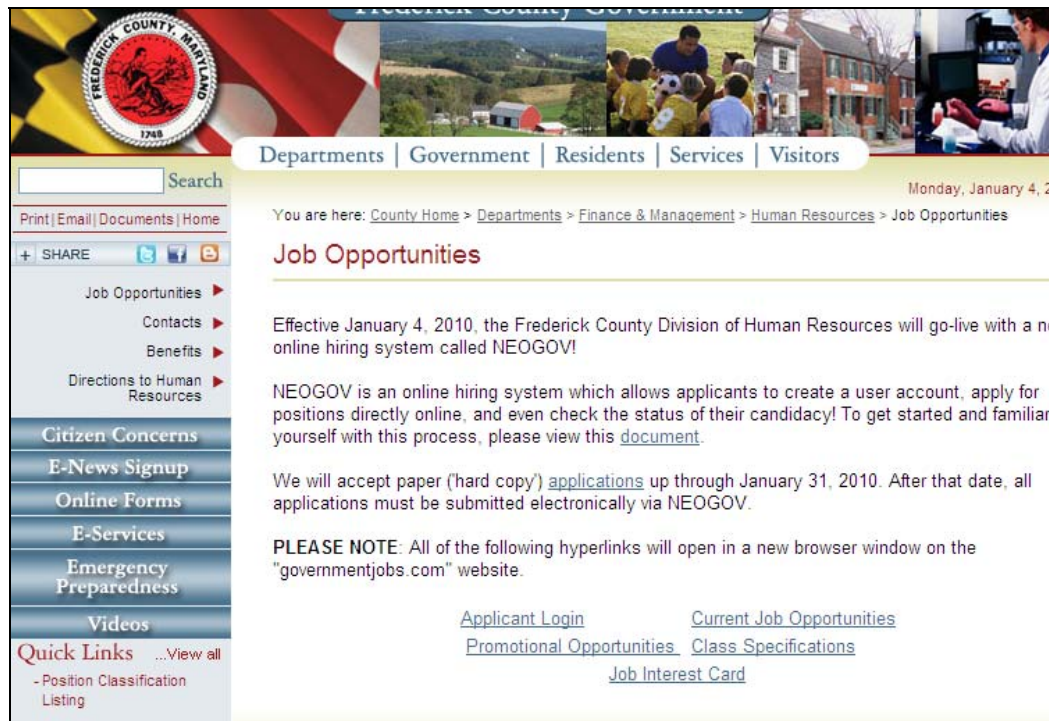 Frederick County Government
FREDERICK COUNTY, MARYLAND
1748
Departments | Government | Residents | Services | Visitors
Search
Monday, January 4, 2
Print | Email | Documents | Home
You are here: County Home > Departments > Finance & Management > Human Resources > Job Opportunities
+ SHARE
Job Opportunities
Job Opportunities
Contacts
Benefits
Directions to Human
Resources
Citizen Concerns
E-News Signup
Online Forms
E-Services
Emergency
Preparedness
Videos
Quick Links ...View all
- Position Classification
Listing
Effective January 4, 2010, the Frederick County Division of Human Resources will go-live with a n
online hiring system called NEOGOV!
NEOGOV is an online hiring system which allows applicants to create a user account, apply for
positions directly online, and even check the status of their candidacy! To get started and familiar
yourself with this process, please view this document.
We will accept paper ('hard copy') applications up through January 31, 2010. After that date, all
applications must be submitted electronically via NEOGOV.
PLEASE NOTE: All of the following hyperlinks will open in a new browser window on the
"governmentjobs.com" website.
Applicant Login Current Job Opportunities
Promotional Opportunities Class Specifications
Job Interest Card